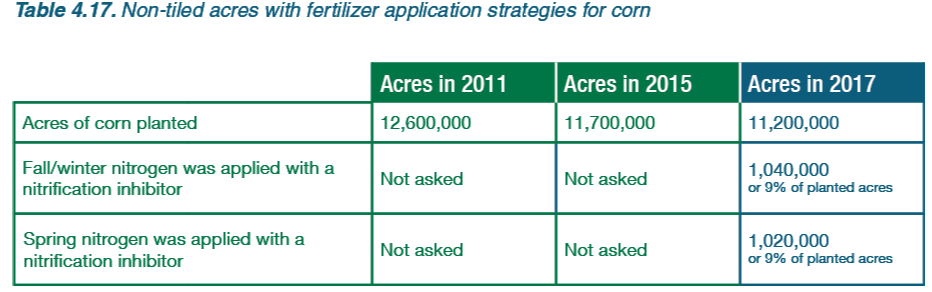 Table 4.17. Non-tiled acres with fertilizer application strategies for corn
Acres in 2011 Acres in 2015 Acres in 2017
Acres of corn planted 12,600,000 11,700,000 11,200,000
Fall/winter nitrogen was applied with a
nitrification inhibitor
Not asked Not asked
1,040,000
or 9% of planted acres
Spring nitrogen was applied with a
nitrification inhibitor
Not asked Not asked
1,020,000
or 9% of planted acres